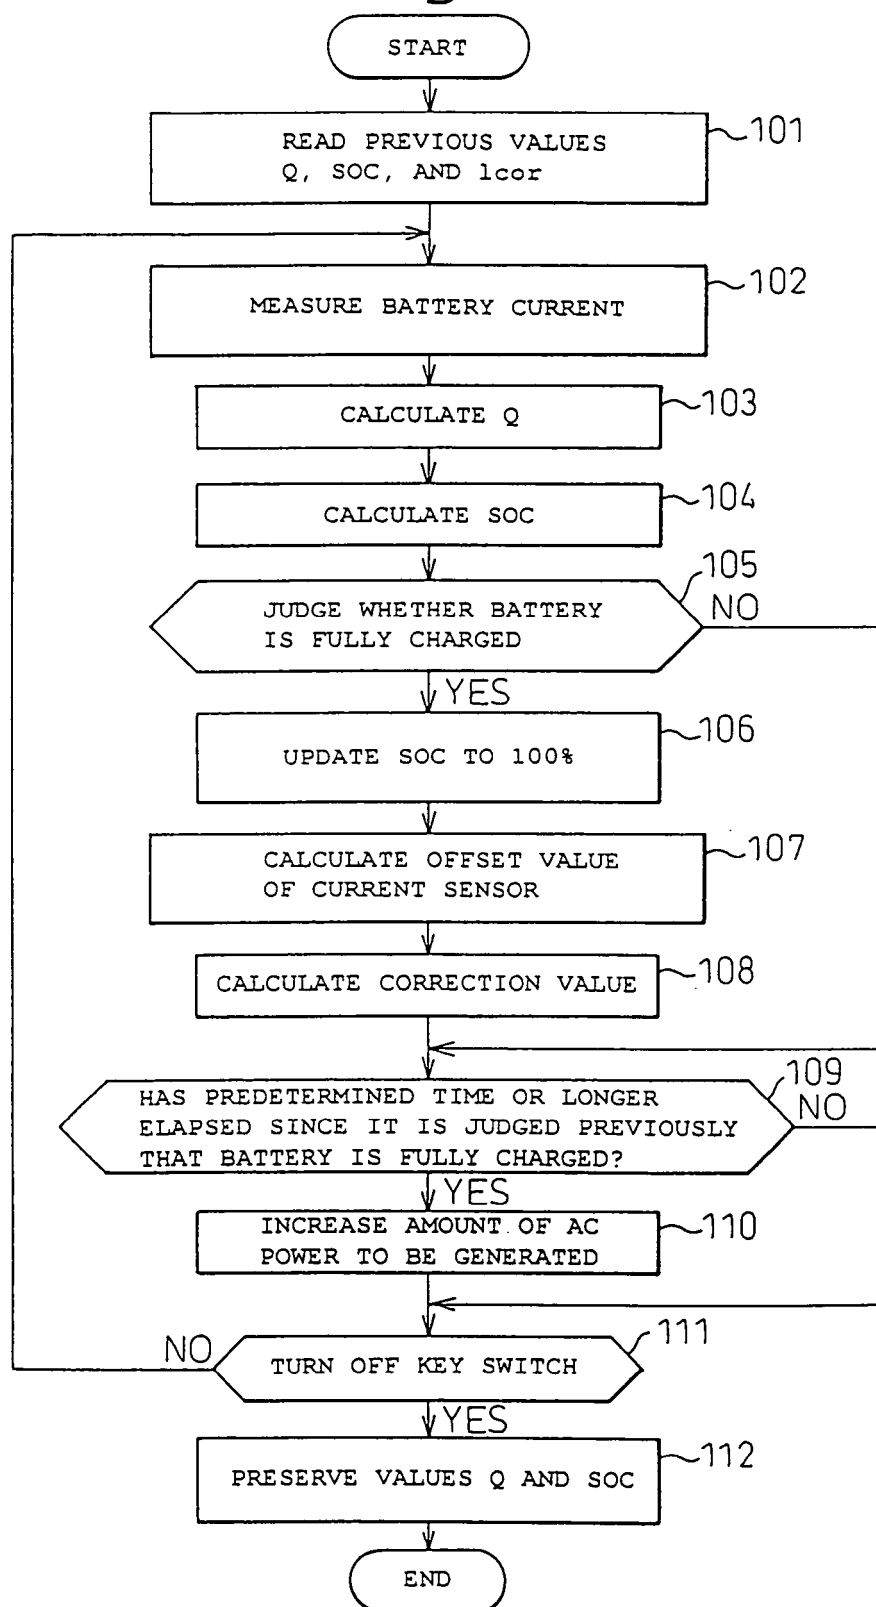 START
READ PREVIOUS VALUES
Q, SOC, AND lcor
101
MEASURE BATTERY CURRENT
102
CALCULATE Q
103
CALCULATE SOC
104
105
JUDGE WHETHER BATTERY
IS FULLY CHARGED
NO
YES
UPDATE SOC TO 100%
106
CALCULATE OFFSET VALUE
OF CURRENT SENSOR
107
CALCULATE CORRECTION VALUE
108
109
HAS PREDETERMINED TIME OR LONGER
ELAPSED SINCE IT IS JUDGED PREVIOUSLY
THAT BATTERY IS FULLY CHARGED?
NO
YES
INCREASE AMOUNT OF AC
POWER TO BE GENERATED
110
111
NO
TURN OFF KEY SWITCH
YES
PRESERVE VALUES Q AND SOC
112
END